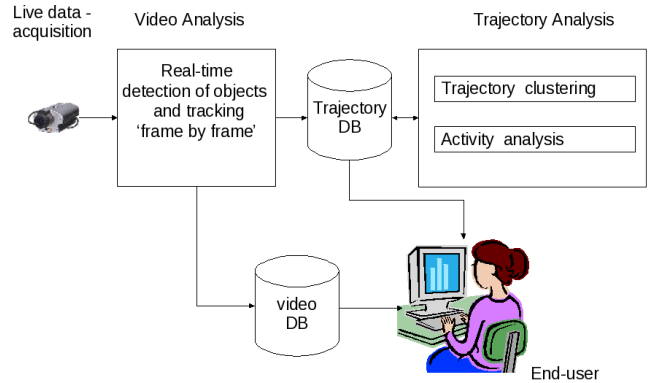 Live data -
acquisition
Video Analysis
Trajectory Analysis
Real-time
detection of objects
and tracking
‘frame by frame’
Trajectory
DB
Trajectory clustering
Activity analysis
video
DB
End-user